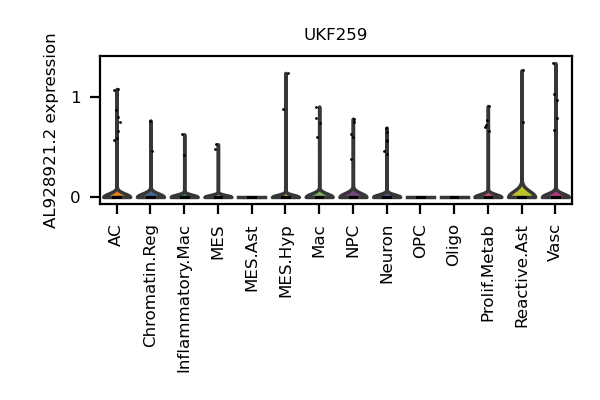 UKF259
AL928921.2 expression
1
0
AC
Chromatin.Reg
Inflammatory.Mac
MES
MES.Ast
MES.Hyp
Mac
NPC
Neuron
OPC
Oligo
Prolif.Metab
Reactive.Ast
Vasc